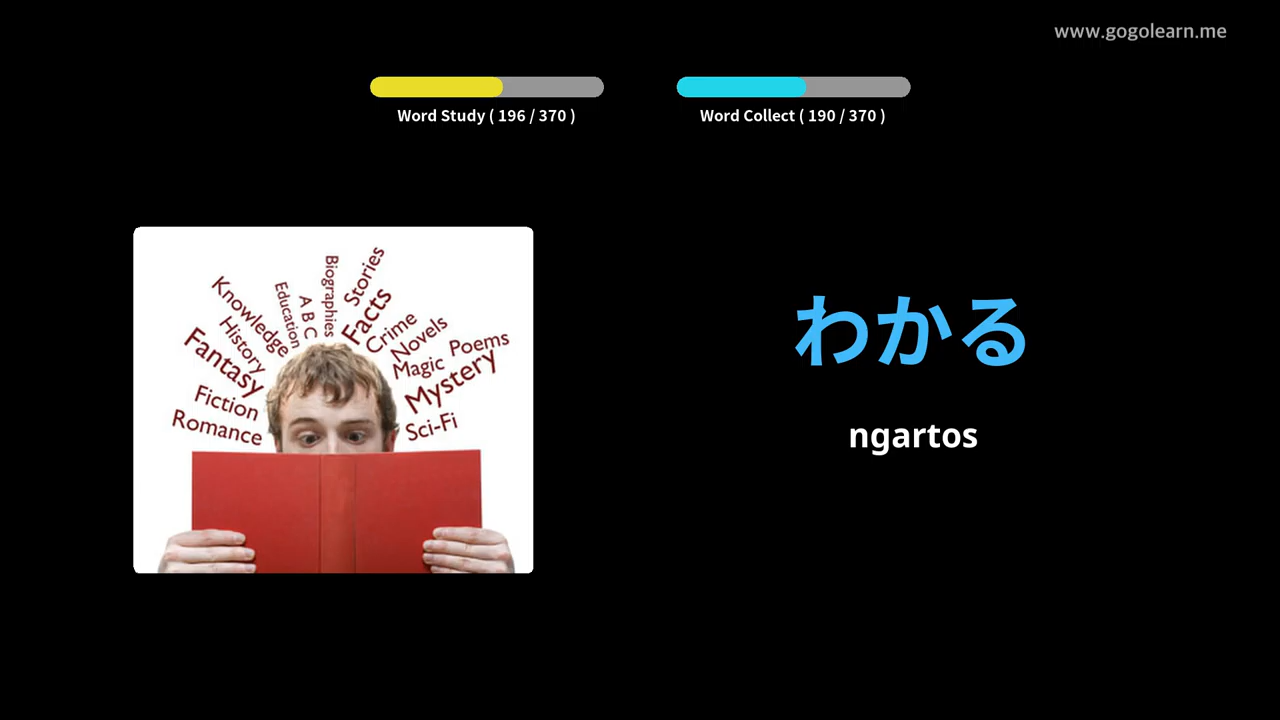 www.gogolearn.me
Word Study ( 196 / 370 )
Word Collect ( 190 / 370 )
Biographies
Stories
Education
A B C
Facts
Knowledge
Crime
History
Novels
Fantasy
Magic
Poems
Mystery
Fiction
Romance
Sci-Fi
わかる
ngartos